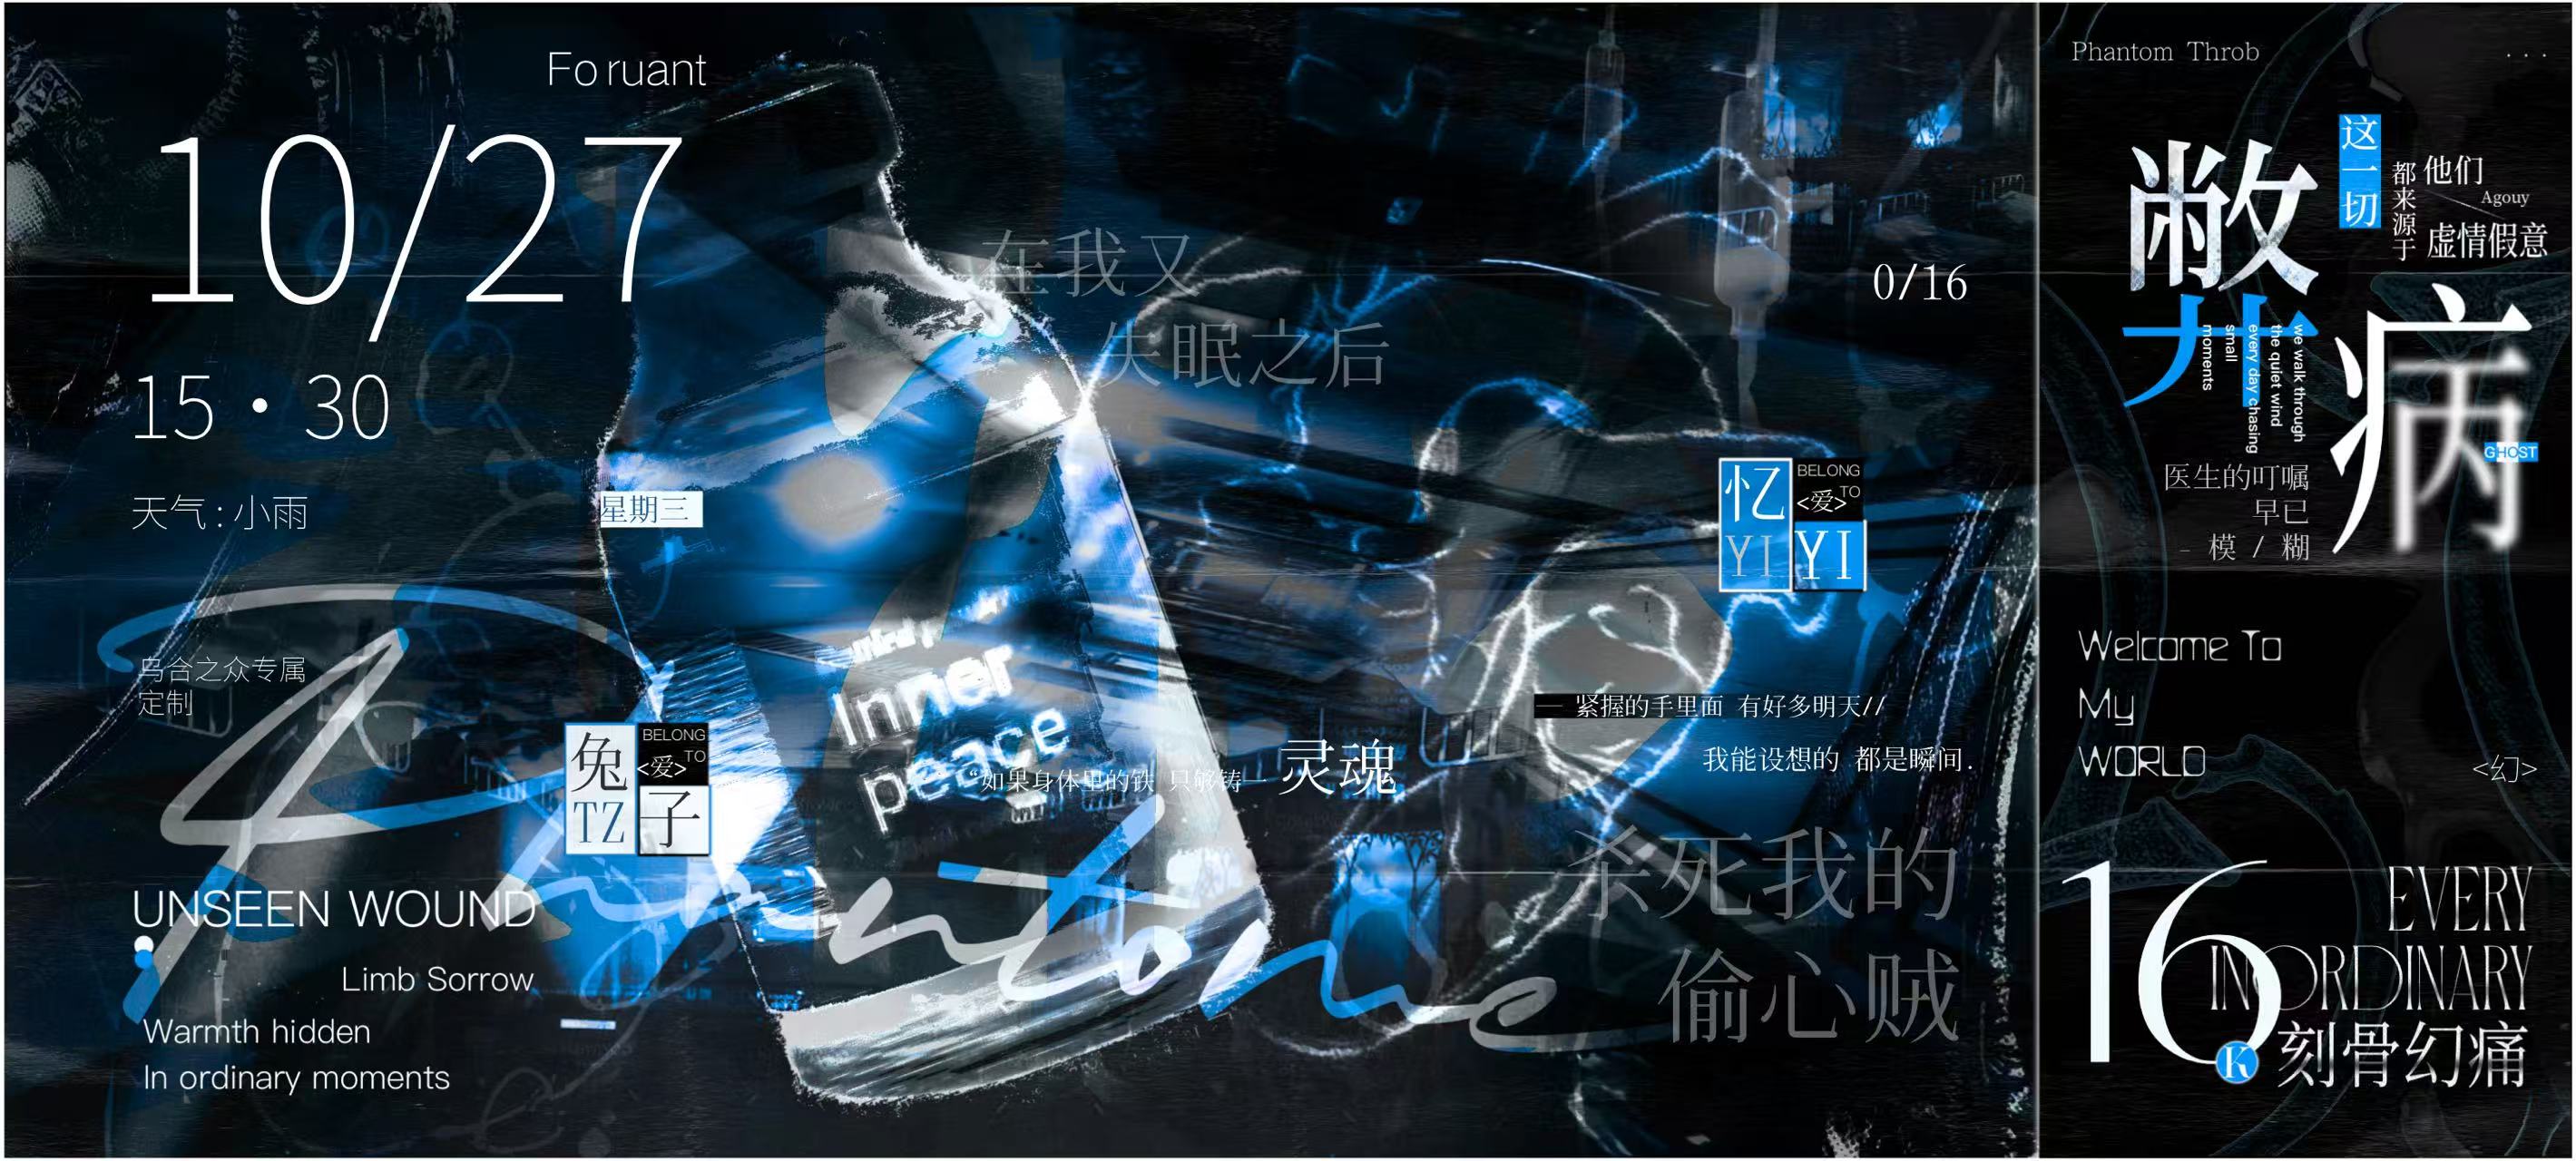 Fo ruant
10/27
15・30
天气:小雨
星期三
乌合之众专属
定制
兔
TZ
BELONG
TO
<爱>
子
UNSEEN WOUND
Limb Sorrow
Warmth hidden
In ordinary moments
在我又
失眠之后
Inner
peace
“如果身体里的铁 只够铸一 灵魂
Phantome
0/16
忆
YI
BELONG
TO
<爱>
YI
— 紧握的手里面 有好多明天//
我能设想的 都是瞬间.
杀死我的
偷心贼
Phantom Throb
...
这一切
都来源于
他们
Agouy
虚情假意
弊病
we walk through
the quiet wind
every day chasing
small
moments
GHOST
医生的叮嘱
早已
- 模 / 糊
Welcome To
My
WORLD
<幻>
16
EVERY
IN ORDINARY
K
刻骨幻痛